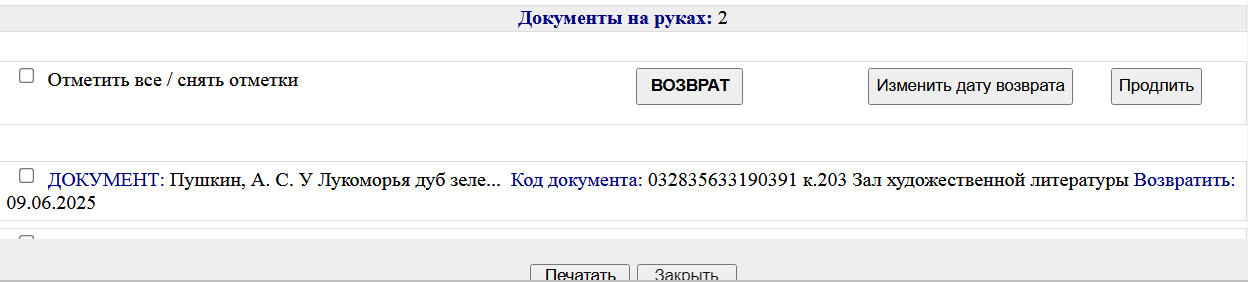 Документы на руках: 2
Отметить все / снять отметки ВОЗВРАТ Изменить дату возврата Продлить
ДОКУМЕНТ: Пушкин, А. С. У Лукоморья дуб зеле... Код документа: 032835633190391 к.203 Зал художественной литературы Возвратить:
09.06.2025
Печатать Закрыть